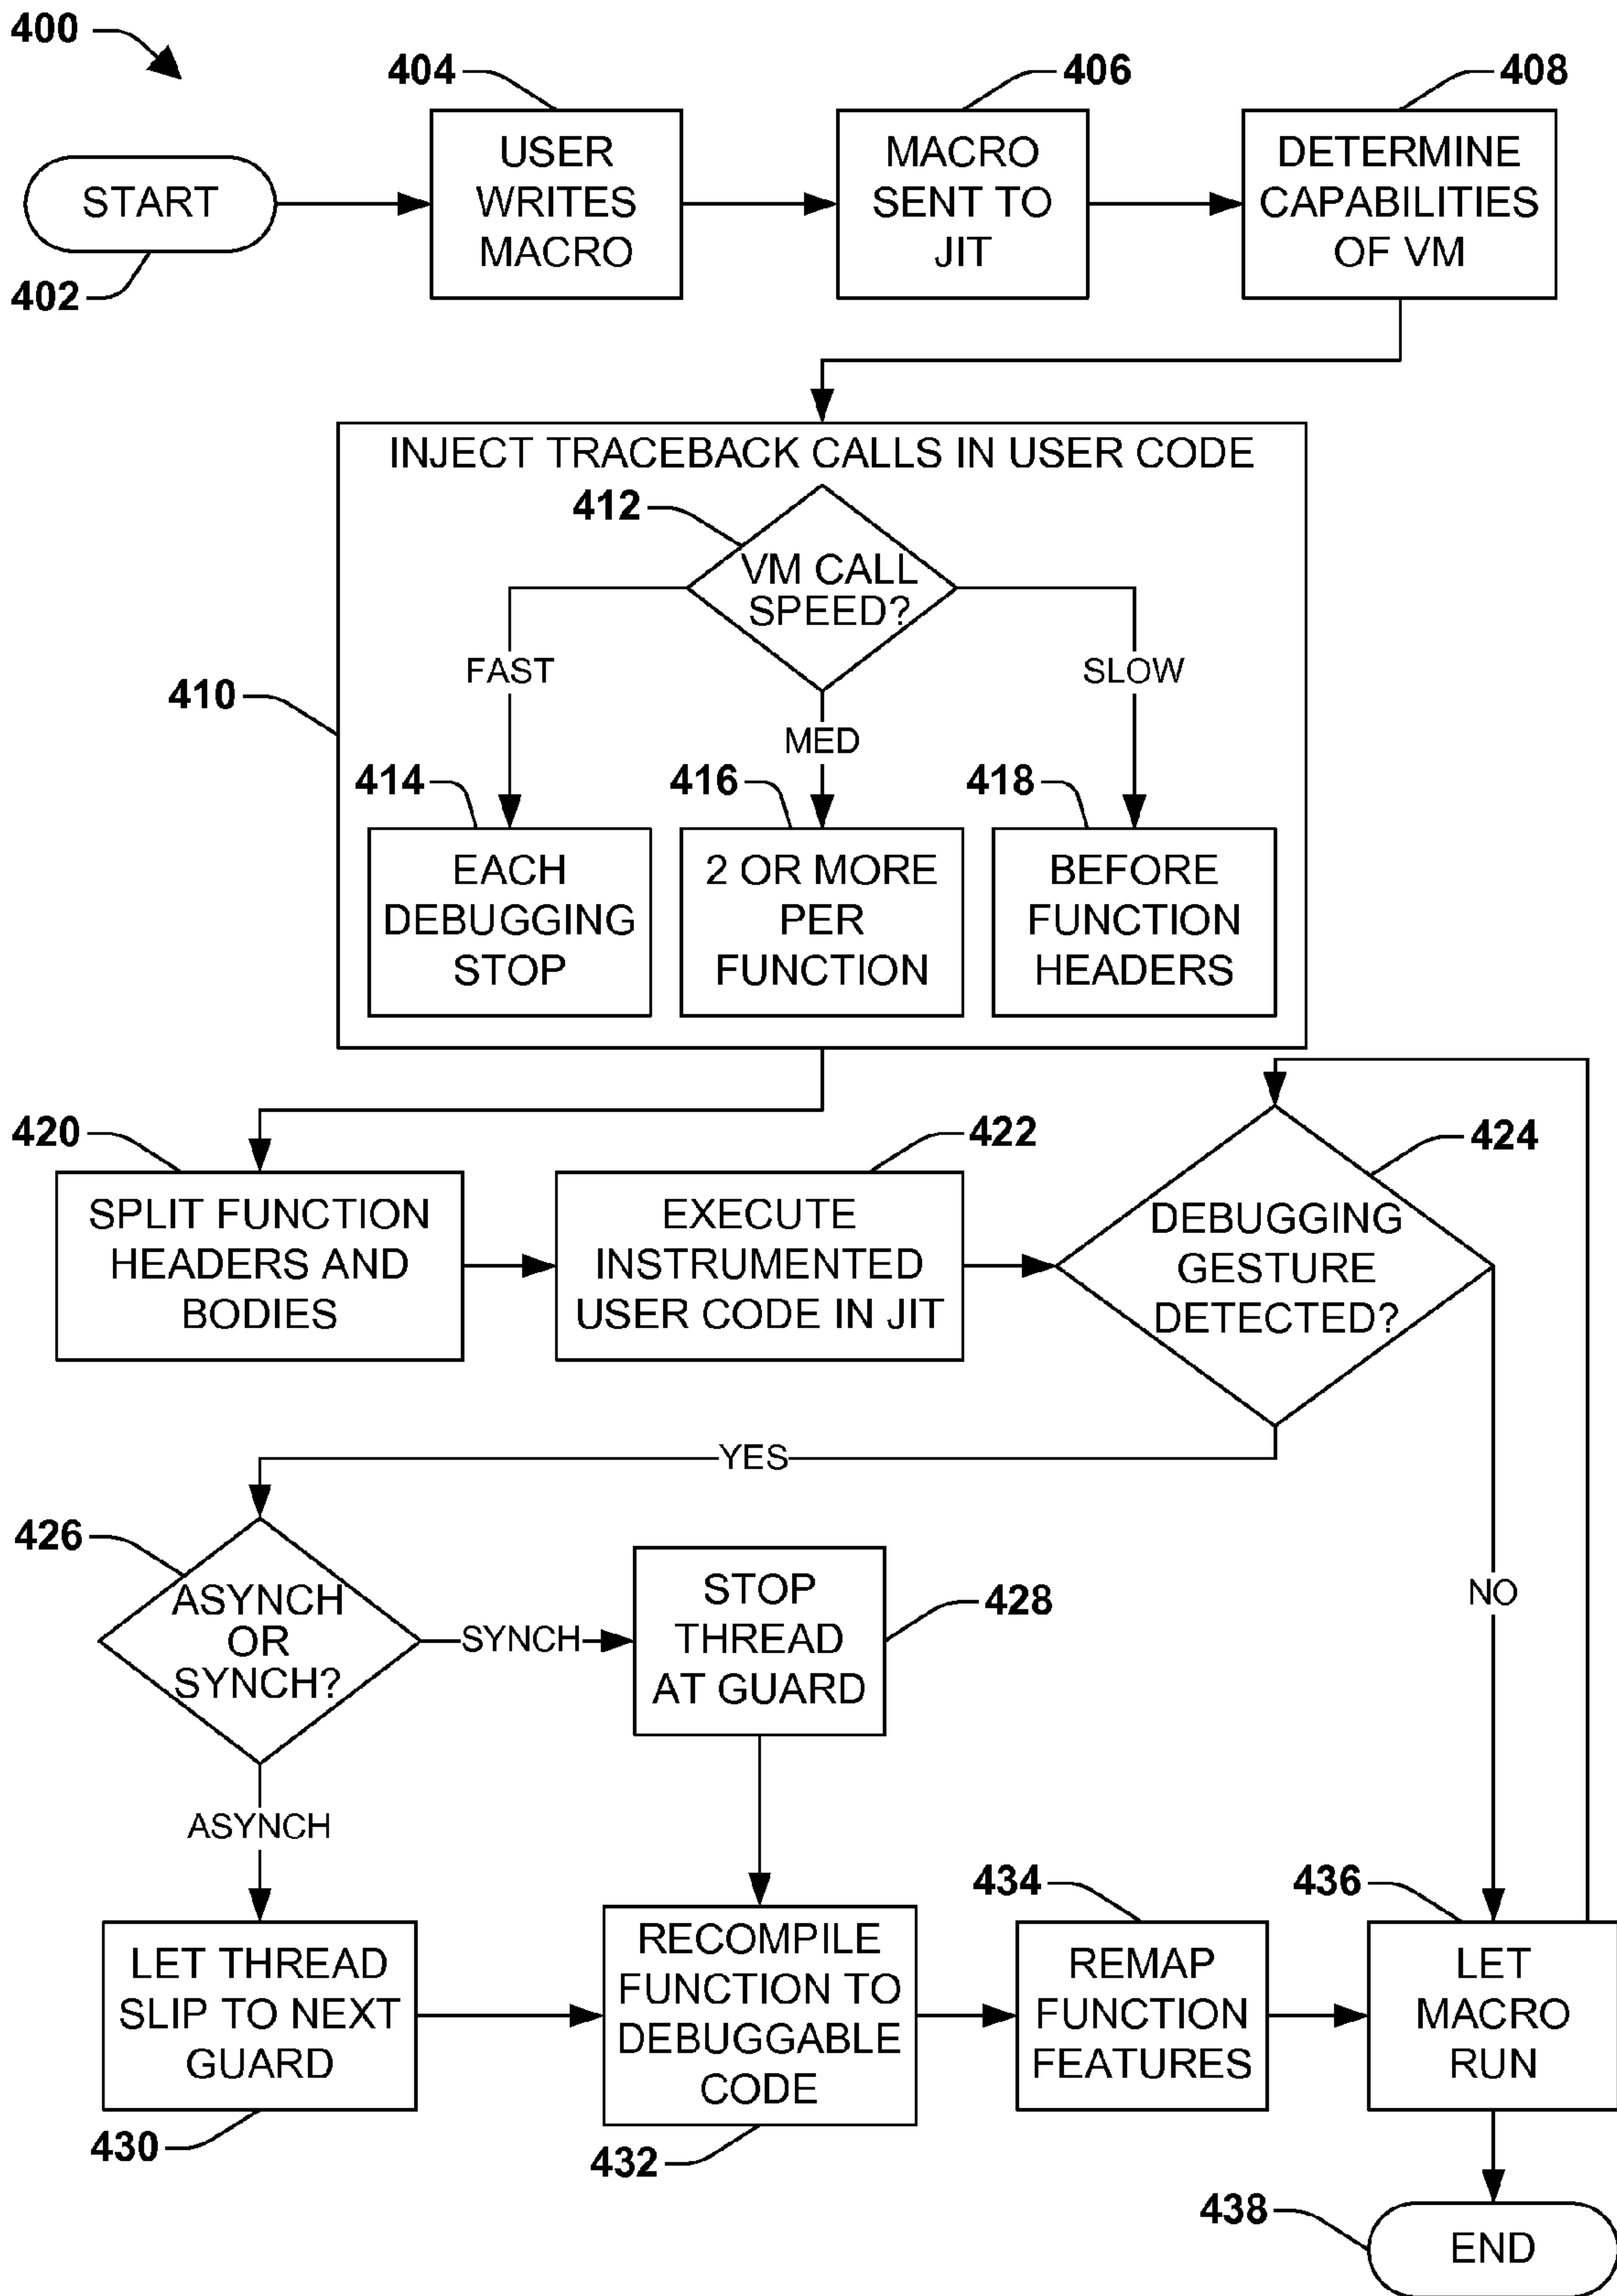 400
404
406
408
START
402
USER
WRITES
MACRO
MACRO
SENT TO
JIT
DETERMINE
CAPABILITIES
OF VM
INJECT TRACEBACK CALLS IN USER CODE
412
VM CALL
SPEED?
FAST
SLOW
410
MED
414
416
418
EACH
DEBUGGING
STOP
2 OR MORE
PER
FUNCTION
BEFORE
FUNCTION
HEADERS
420
422
424
SPLIT FUNCTION
HEADERS AND
BODIES
EXECUTE
INSTRUMENTED
USER CODE IN JIT
DEBUGGING
GESTURE
DETECTED?
YES
426
ASYNCH
OR
SYNCH?
SYNCH
STOP
THREAD
AT GUARD
428
NO
ASYNCH
434
436
LET THREAD
SLIP TO NEXT
GUARD
430
RECOMPILE
FUNCTION TO
DEBUGGABLE
CODE
432
REMAP
FUNCTION
FEATURES
LET
MACRO
RUN
438
END